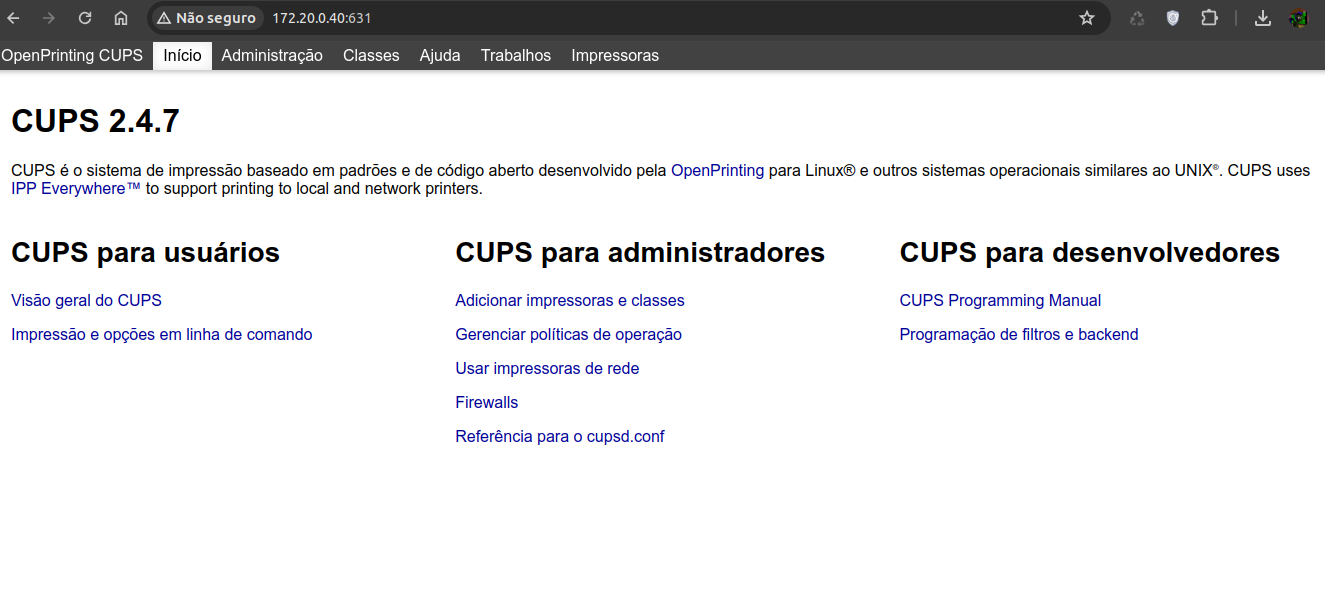 Não seguro 172.20.0.40:631
OpenPrinting CUPS Início Administração Classes Ajuda Trabalhos Impressoras
CUPS 2.4.7
CUPS é o sistema de impressão baseado em padrões e de código aberto desenvolvido pela OpenPrinting para Linux® e outros sistemas operacionais similares ao UNIX®. CUPS uses
IPP Everywhere™ to support printing to local and network printers.
CUPS para usuários
Visão geral do CUPS
Impressão e opções em linha de comando
CUPS para administradores
Adicionar impressoras e classes
Gerenciar políticas de operação
Usar impressoras de rede
Firewalls
Referência para o cupsd.conf
CUPS para desenvolvedores
CUPS Programming Manual
Programação de filtros e backend